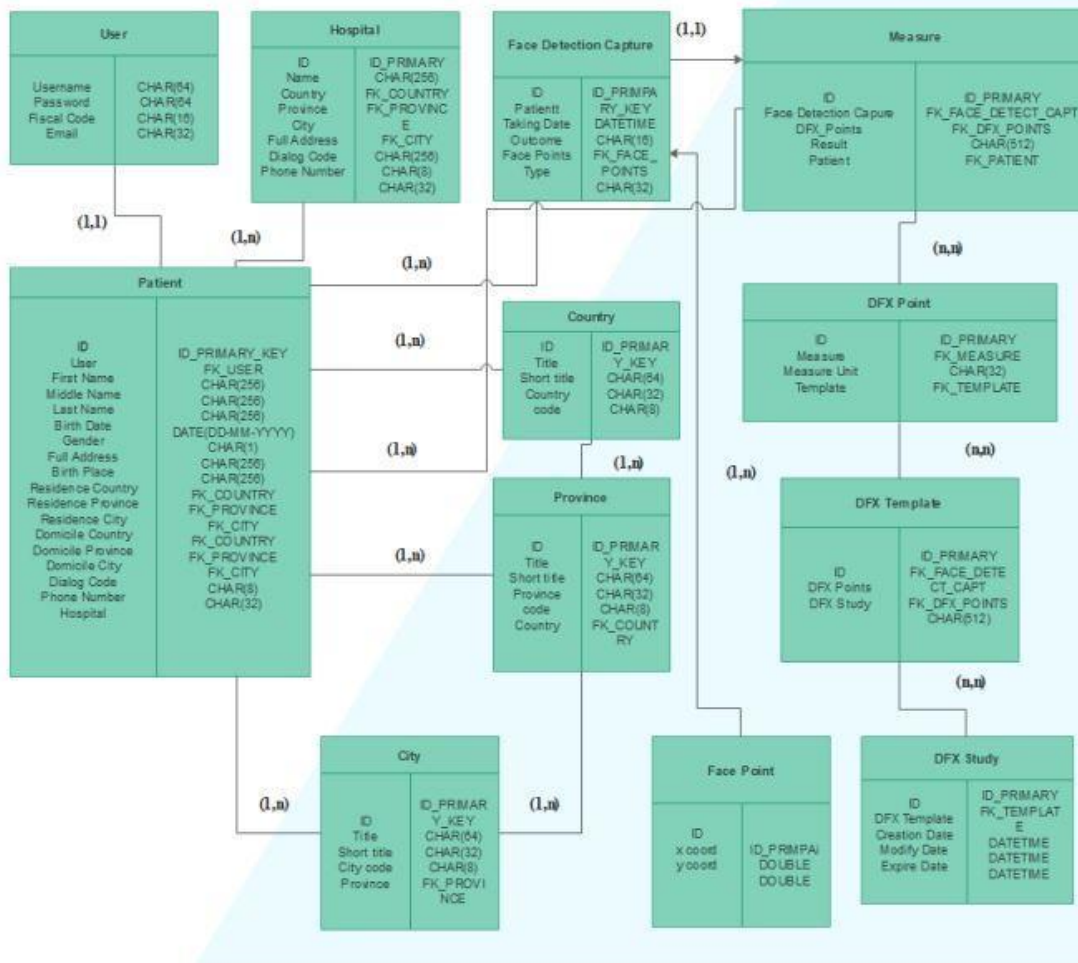 User
Username
Password
Fiscal Code
Email
CHAR(64)
CHAR(64
CHAR(16)
CHAR(32)
Hospital
ID
Name
Country
Province
City
Full Address
Dialog Code
Phone Number
ID_PRIMARY
CHAR(256)
FK_COUNTRY
FK_PROVINC
E
FK_CITY
CHAR(256)
CHAR(8)
CHAR(32)
Face Detection Capture
ID
Patientt
Taking Date
Outcome
Face Points
Type
ID_PRIMPA
RY_KEY
DATETIME
CHAR(16)
FK_FACE_
POINTS
CHAR(32)
(1,1)
Measure
ID
Face Detection Capure
DFX_Points
Result
Patient
ID_PRIMARY
FK_FACE_DETECT_CAPT
FK_DFX_POINTS
CHAR(512)
FK_PATIENT
(1,1)
(1,n)
(1,n)
(n,n)
Patient
ID
User
First Name
Middle Name
Last Name
Birth Date
Gender
Full Address
Birth Place
Residence Country
Residence Province
Residence City
Domicile Country
Domicile Province
Domicile City
Dialog Code
Phone Number
Hospital
ID_PRIMARY_KEY
FK_USER
CHAR(256)
CHAR(256)
CHAR(256)
DATE(DD-MM-YYYY)
CHAR(1)
CHAR(256)
CHAR(256)
FK_COUNTRY
FK_PROVINCE
FK_CITY
FK_COUNTRY
FK_PROVINCE
FK_CITY
CHAR(8)
CHAR(32)
(1,n)
(1,n)
(1,n)
Country
ID
Title
Short title
Country
code
ID_PRIMAR
Y_KEY
CHAR(64)
CHAR(32)
CHAR(8)
(1,n)
DFX Point
ID
Measure
Measure Unit
Template
ID_PRIMARY
FK_MEASURE
CHAR(32)
FK_TEMPLATE
(n,n)
(1,n)
Province
ID
Title
Short title
Province
code
Country
ID_PRIMAR
Y_KEY
CHAR(64)
CHAR(32)
CHAR(8)
FK_COUNT
RY
DFX Template
ID
DFX Points
DFX Study
ID_PRIMARY
FK_FACE_DETE
CT_CAPT
FK_DFX_POINTS
CHAR(512)
(n,n)
(1,n)
City
ID
Title
Short title
City code
Province
ID_PRIMAR
Y_KEY
CHAR(64)
CHAR(32)
CHAR(8)
FK_PROVI
NCE
(1,n)
Face Point
ID
x coord
y coord
ID_PRIMPAI
DOUBLE
DOUBLE
DFX Study
ID
DFX Template
Creation Date
Modify Date
Expire Date
ID_PRIMARY
FK_TEMPLAT
E
DATETIME
DATETIME
DATETIME